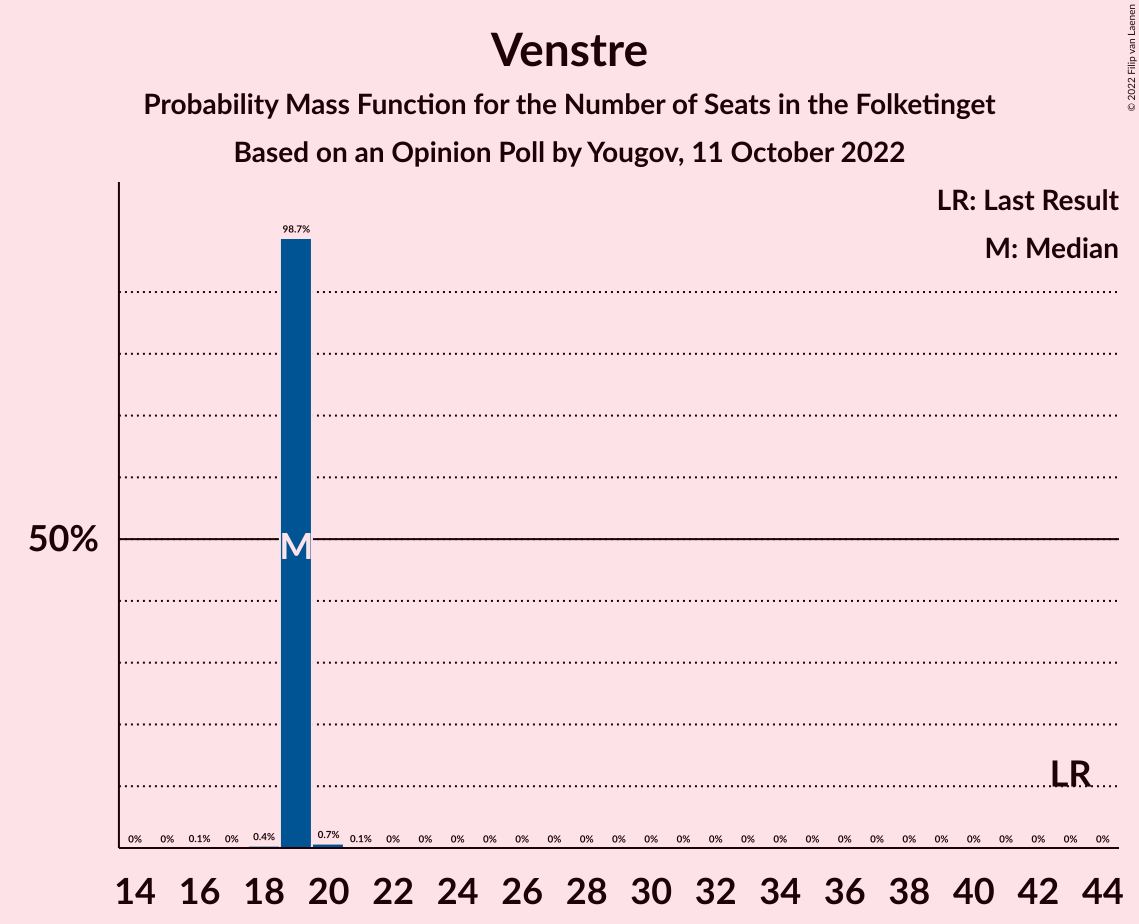 Venstre
Probability Mass Function for the Number of Seats in the Folketinget
Based on an Opinion Poll by Yougov, 11 October 2022
© 2022 Filip van Laenen
LR: Last Result
M: Median
98.7%
50%
M
LR
0% 0% 0.1% 0% 0.4% 0.7% 0.1% 0% 0% 0% 0% 0% 0% 0% 0% 0% 0% 0% 0% 0% 0% 0% 0% 0% 0% 0% 0% 0% 0% 0%
14 16 18 20 22 24 26 28 30 32 34 36 38 40 42 44